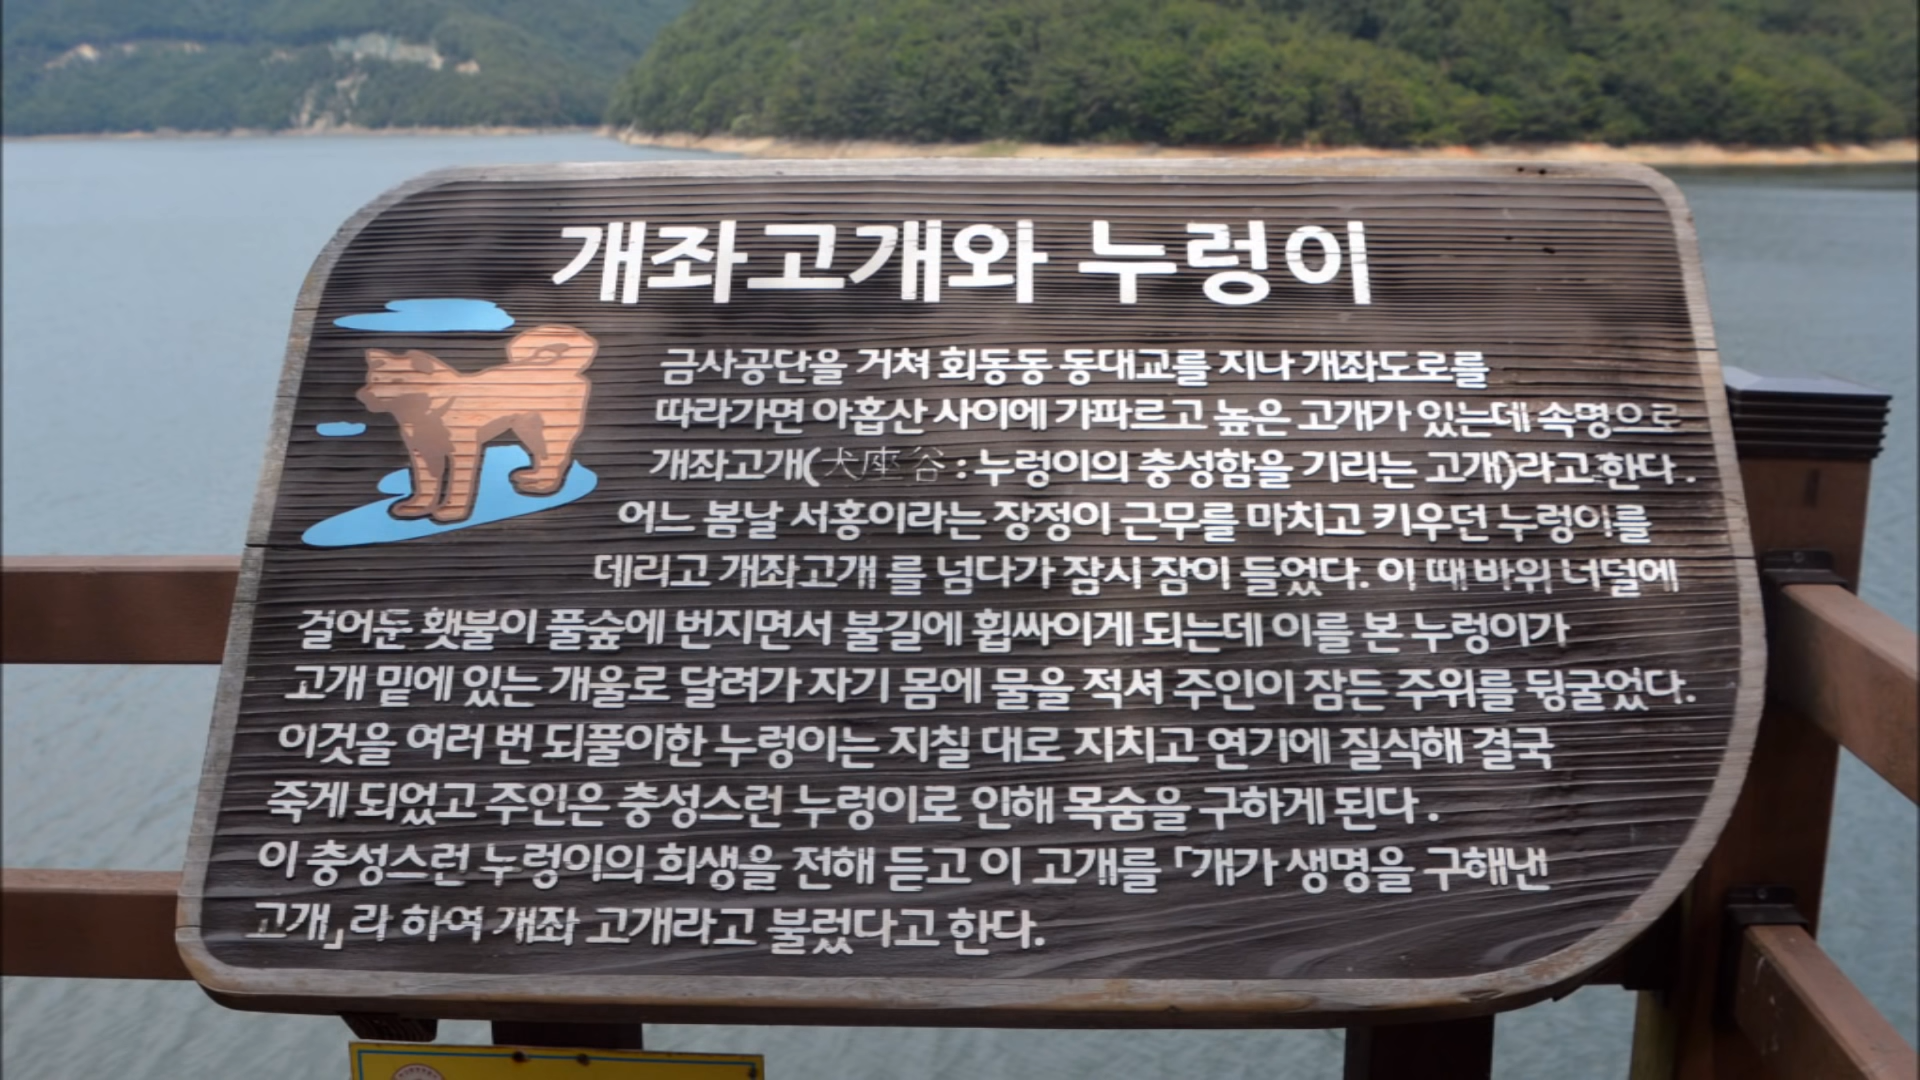 개좌고개와 누렁이
금사공단을 거쳐 회동동 동대교를 지나 개좌도로를
따라가면 아홉산 사이에 가파르고 높은 고개가 있는데 속명으로
개좌고개(犬座谷 : 누렁이의 충성함을 기리는 고개)라고 한다.
어느 봄날 서홍이라는 장정이 근무를 마치고 키우던 누렁이를
데리고 개좌고개 를 넘다가 잠시 잠이 들었다. 이 때 바위 너덜에
걸어둔 횃불이 풀숲에 번지면서 불길에 휩싸이게 되는데 이를 본 누렁이가
고개 밑에 있는 개울로 달려가 자기 몸에 물을 적셔 주인이 잠든 주위를 뒹굴었다.
이것을 여러 번 되풀이한 누렁이는 지칠 대로 지치고 연기에 질식해 결국
죽게 되었고 주인은 충성스런 누렁이로 인해 목숨을 구하게 된다.
이 충성스런 누렁이의 희생을 전해 듣고 이 고개를 「개가 생명을 구해낸
고개」라 하여 개좌 고개라고 불렀다고 한다.